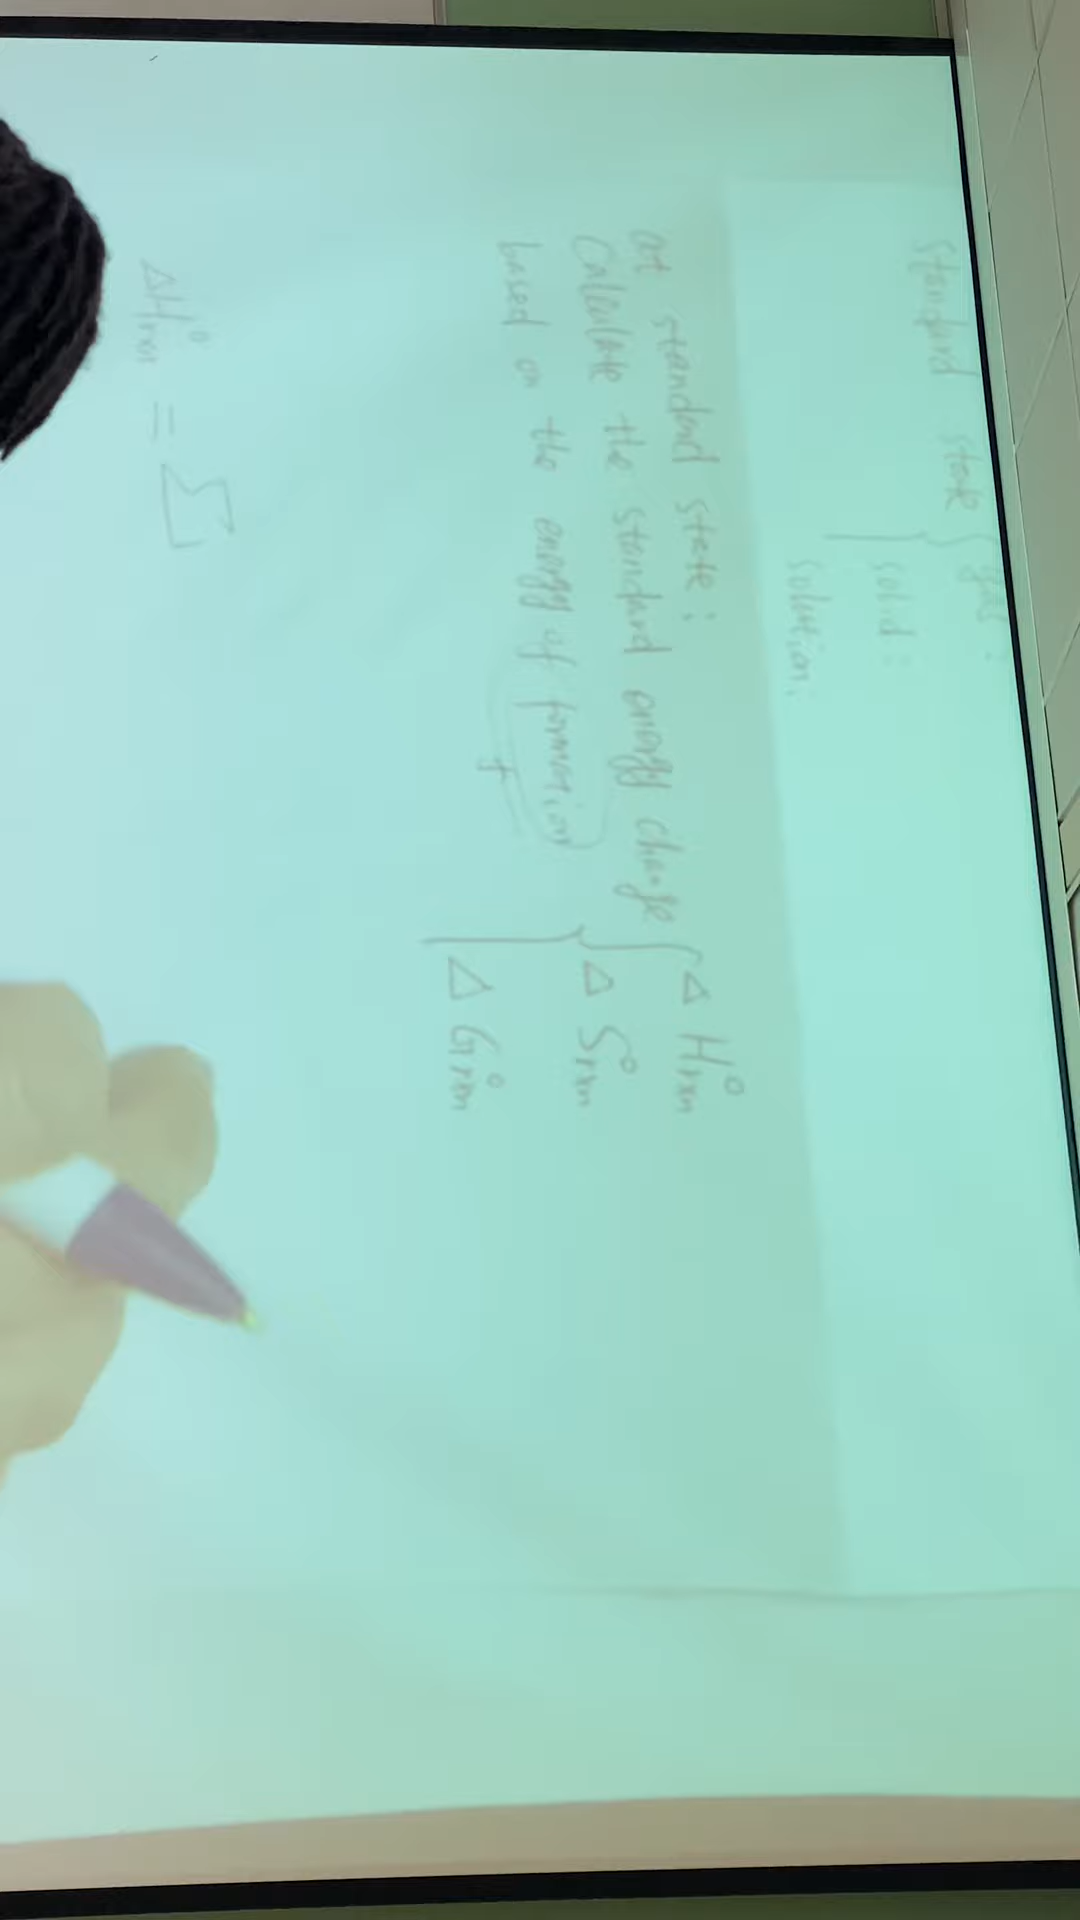 standard state { gas :
solid :
solution :
at standard state :
Calculate the standard energy change { ΔH°rxn
ΔS°rxn
based on the energy of formation
f
ΔG°rxn
ΔH°rxn = Σ